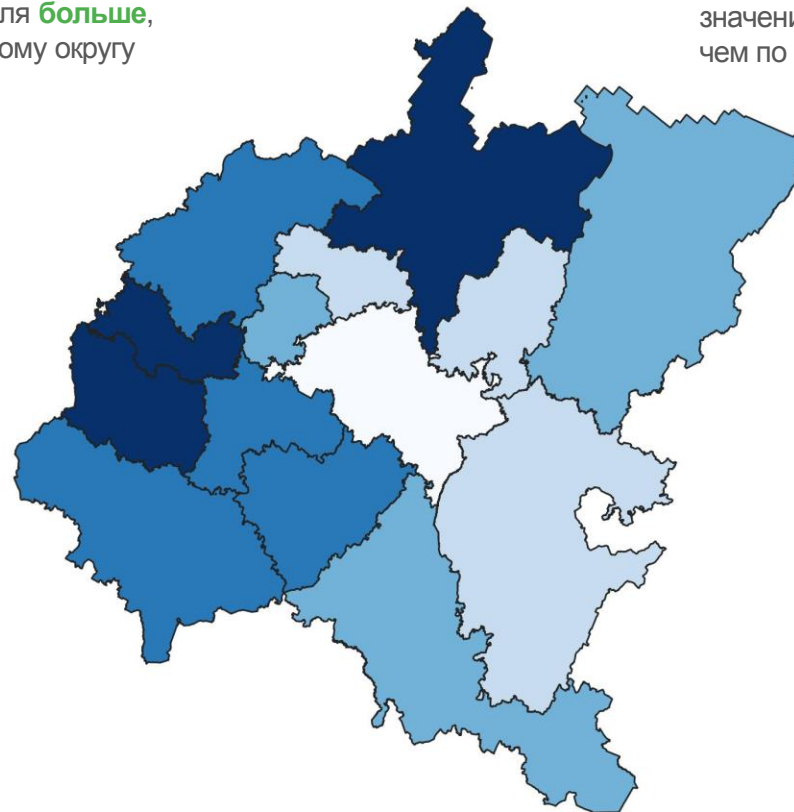 ля больше,
ому округу
значени
чем по